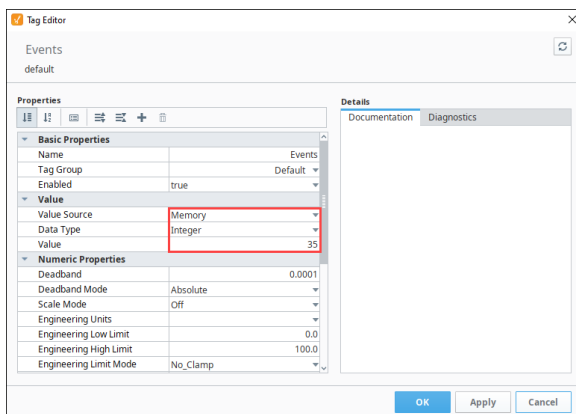 Tag Editor
Events
default
Properties
Basic Properties
Name Events
Tag Group Default
Enabled true
Value
Value Source Memory
Data Type Integer
Value 35
Numeric Properties
Deadband 0.0001
Deadband Mode Absolute
Scale Mode Off
Engineering Units
Engineering Low Limit 0.0
Engineering High Limit 100.0
Engineering Limit Mode No_Clamp
Details
Documentation Diagnostics
OK Apply Cancel